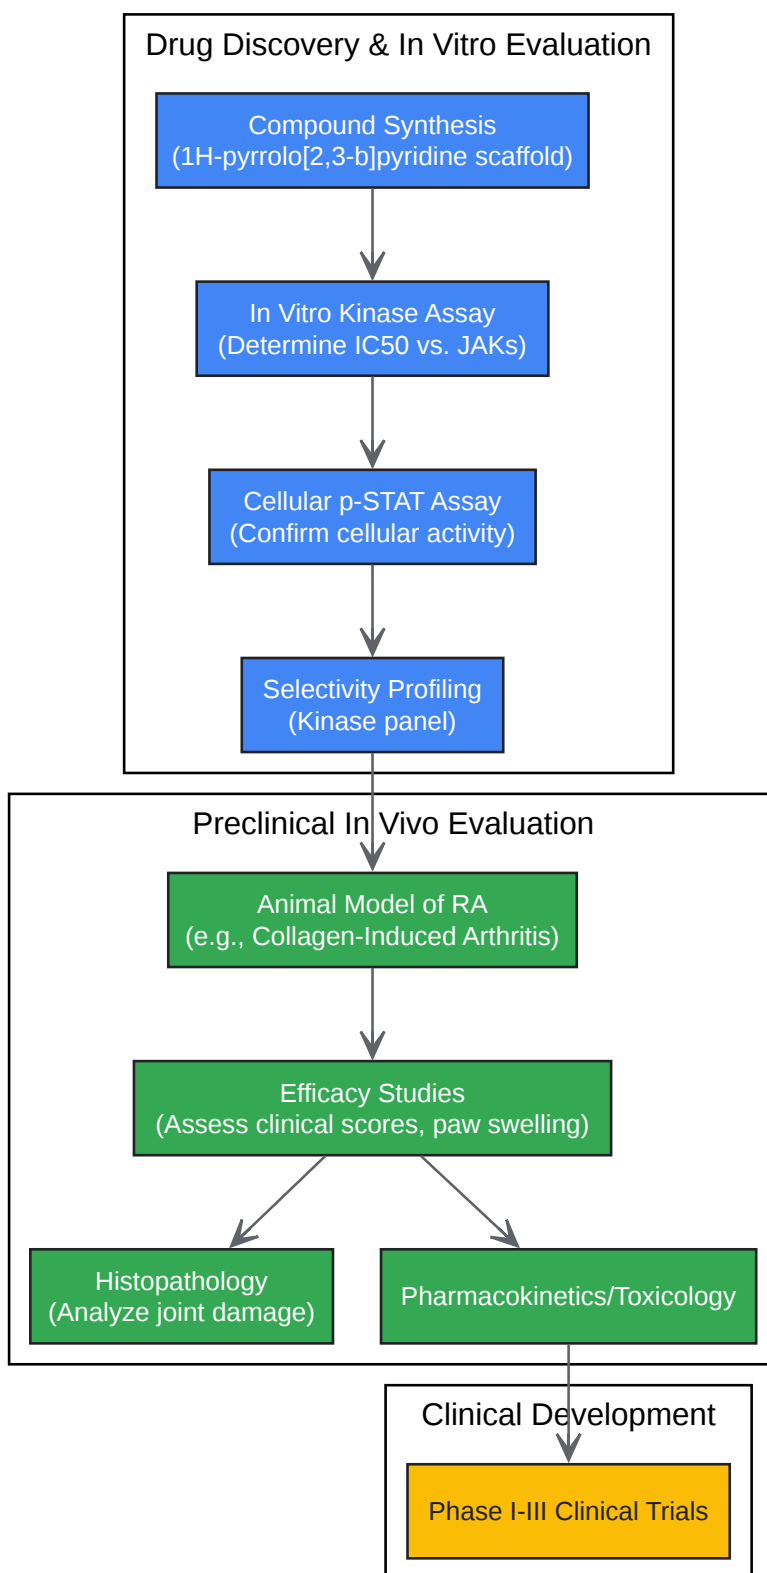 Drug Discovery & In Vitro Evaluation
Compound Synthesis
(1H-pyrrolo[2,3-b]pyridine scaffold)
In Vitro Kinase Assay
(Determine IC50 vs. JAKs)
Cellular p-STAT Assay
(Confirm cellular activity)
Selectivity Profiling
(Kinase panel)
Preclinical In Vivo Evaluation
Animal Model of RA
(e.g., Collagen-Induced Arthritis)
Efficacy Studies
(Assess clinical scores, paw swelling)
Histopathology
(Analyze joint damage)
Pharmacokinetics/Toxicology
Clinical Development
Phase I-III Clinical Trials